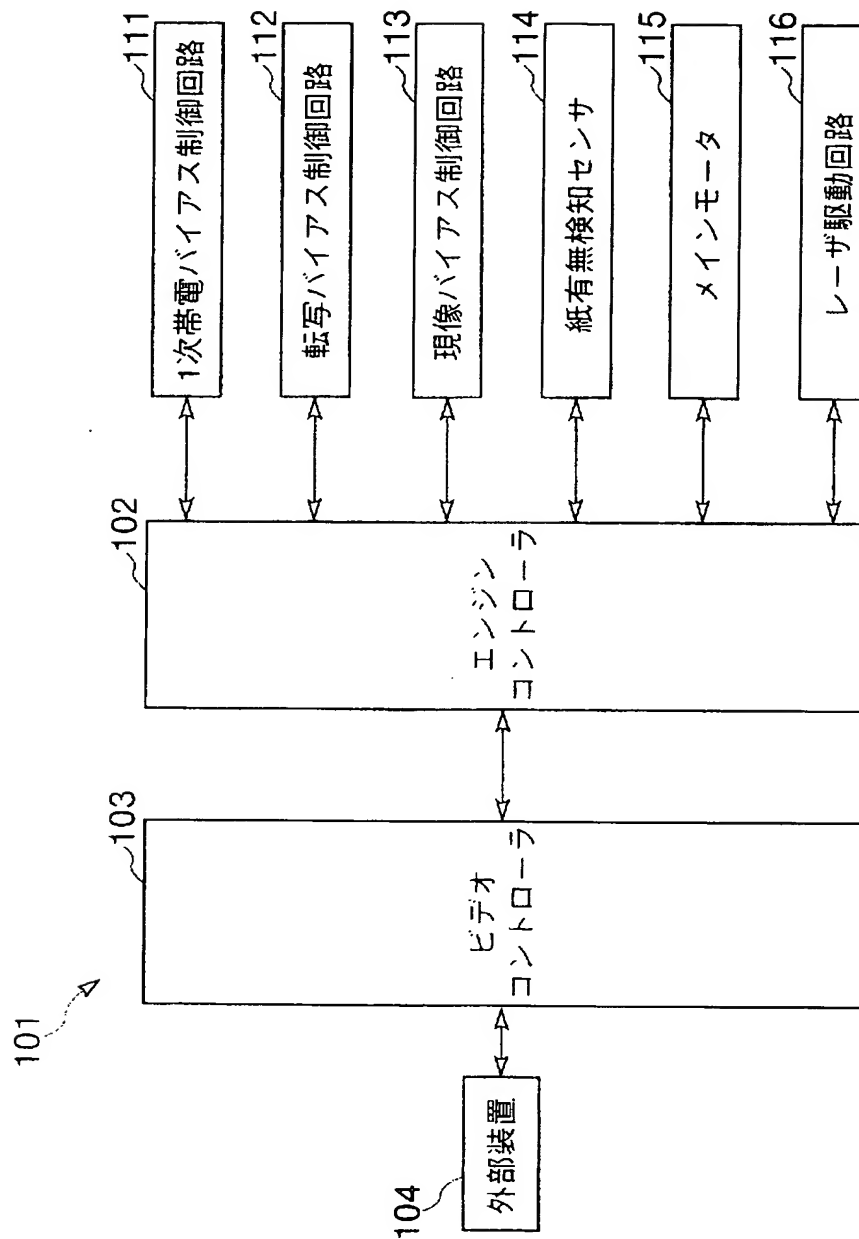 101
104
外部装置
103
ビデオ
コントローラ
102
エンジン
コントローラ
111
1次帯電バイアス制御回路
112
転写バイアス制御回路
113
現像バイアス制御回路
114
紙有無検知センサ
115
メインモータ
116
レーザ駆動回路